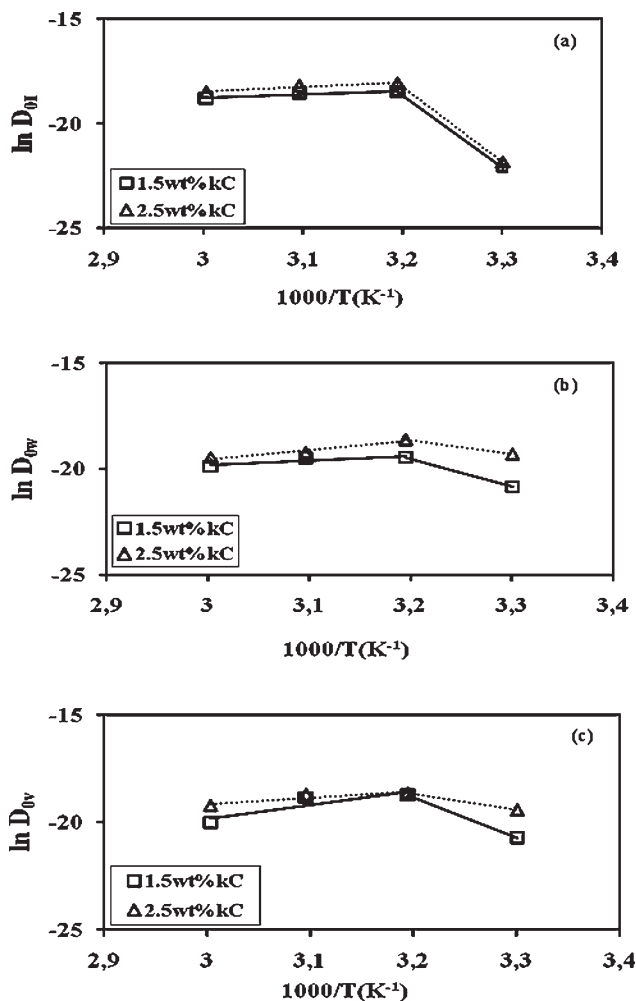 (a)
-15
-20
-25
ln D0I
1.5wt%kC
2.5wt%kC
2,9 3 3,1 3,2 3,3 3,4
1000/T(K-1)
(b)
-15
-20
-25
ln D0W
1.5wt%kC
2.5wt%kC
2,9 3 3,1 3,2 3,3 3,4
1000/T(K-1)
(c)
-15
-20
-25
ln D0v
1.5wt%kC
2.5wt%kC
2,9 3 3,1 3,2 3,3 3,4
1000/T(K-1)